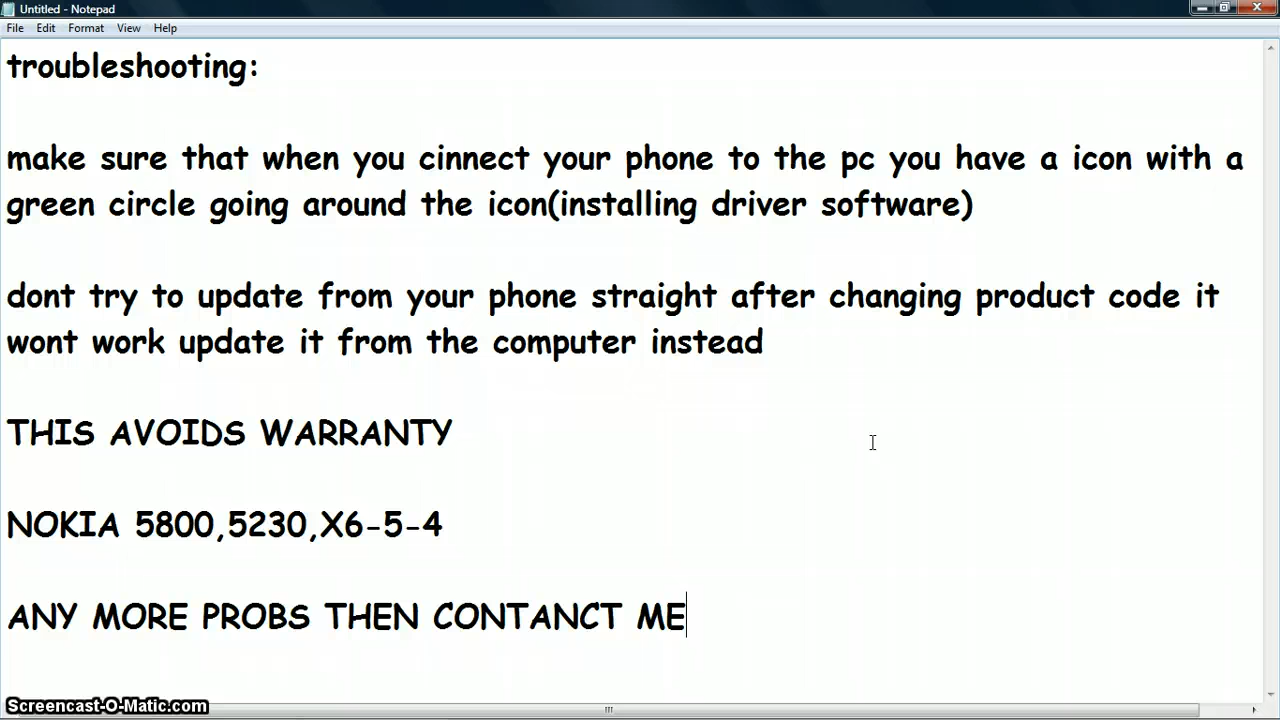 Untitled - Notepad
File Edit Format View Help
troubleshooting:
make sure that when you cinnect your phone to the pc you have a icon with a
green circle going around the icon(installing driver software)
dont try to update from your phone straight after changing product code it
wont work update it from the computer instead
THIS AVOIDS WARRANTY
NOKIA 5800,5230,X6-5-4
ANY MORE PROBS THEN CONTANCT ME
Screencast-O-Matic.com